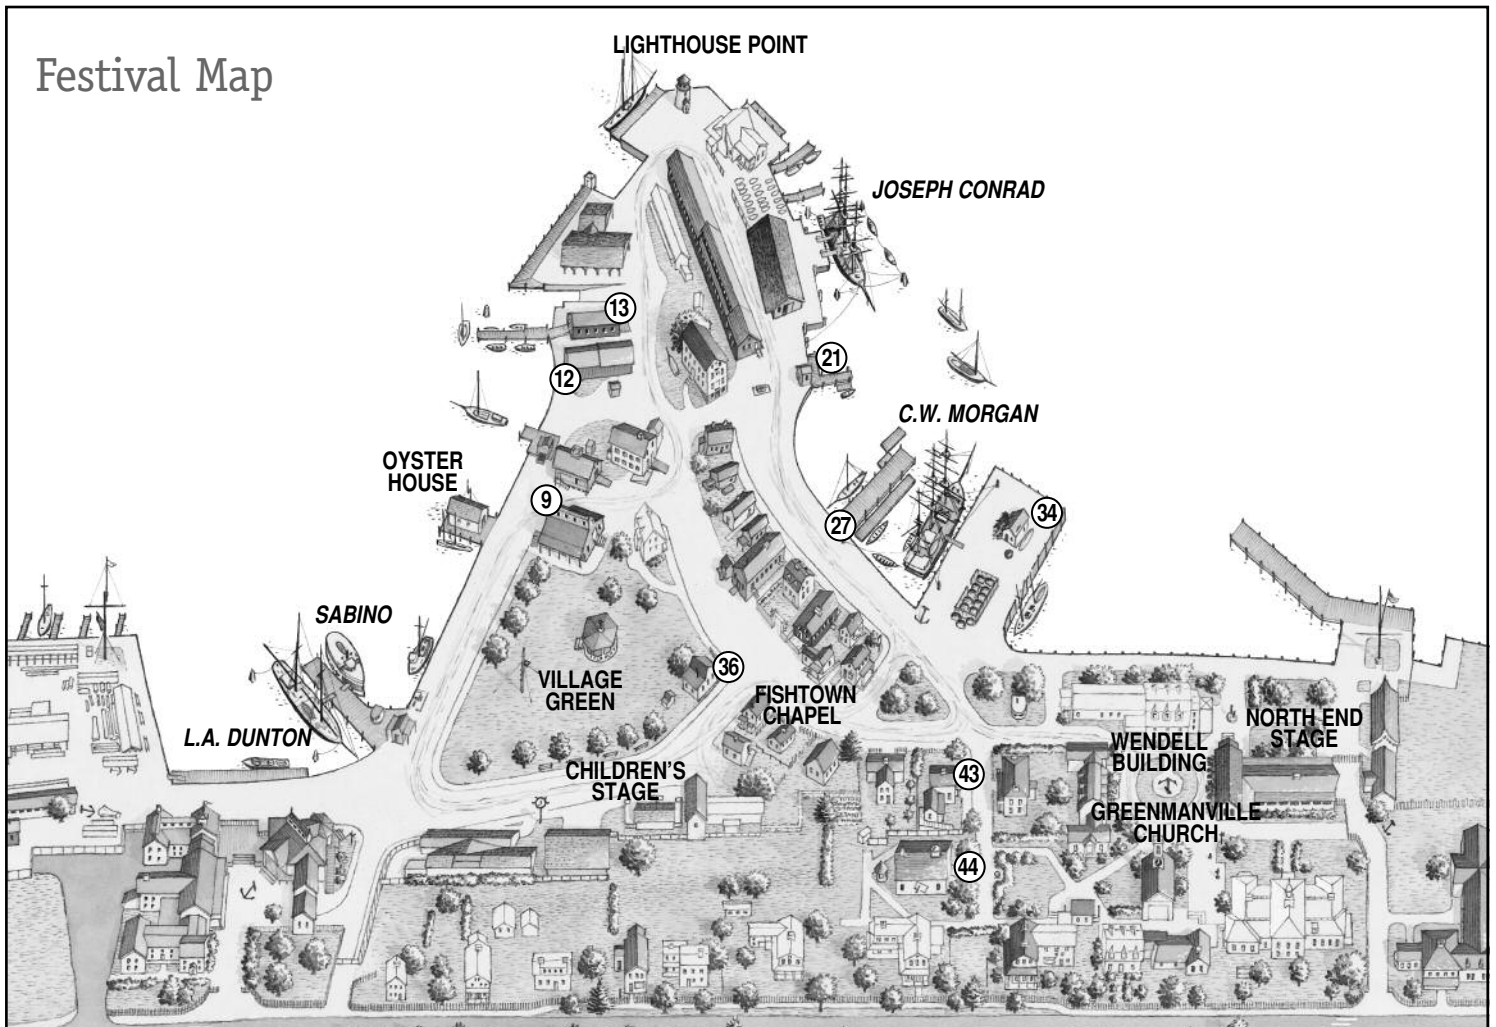 LIGHTHOUSE POINT
Festival Map
JOSEPH CONRAD
13
21
12
C.W. MORGAN
OYSTER
HOUSE
9
34
27
SABINO
36
VILLAGE
GREEN
FISHTOWN
CHAPEL
NORTH END
STAGE
L.A. DUNTON
WENDELL
BUILDING
CHILDREN'S
STAGE
43
GREENMANVILLE
CHURCH
44